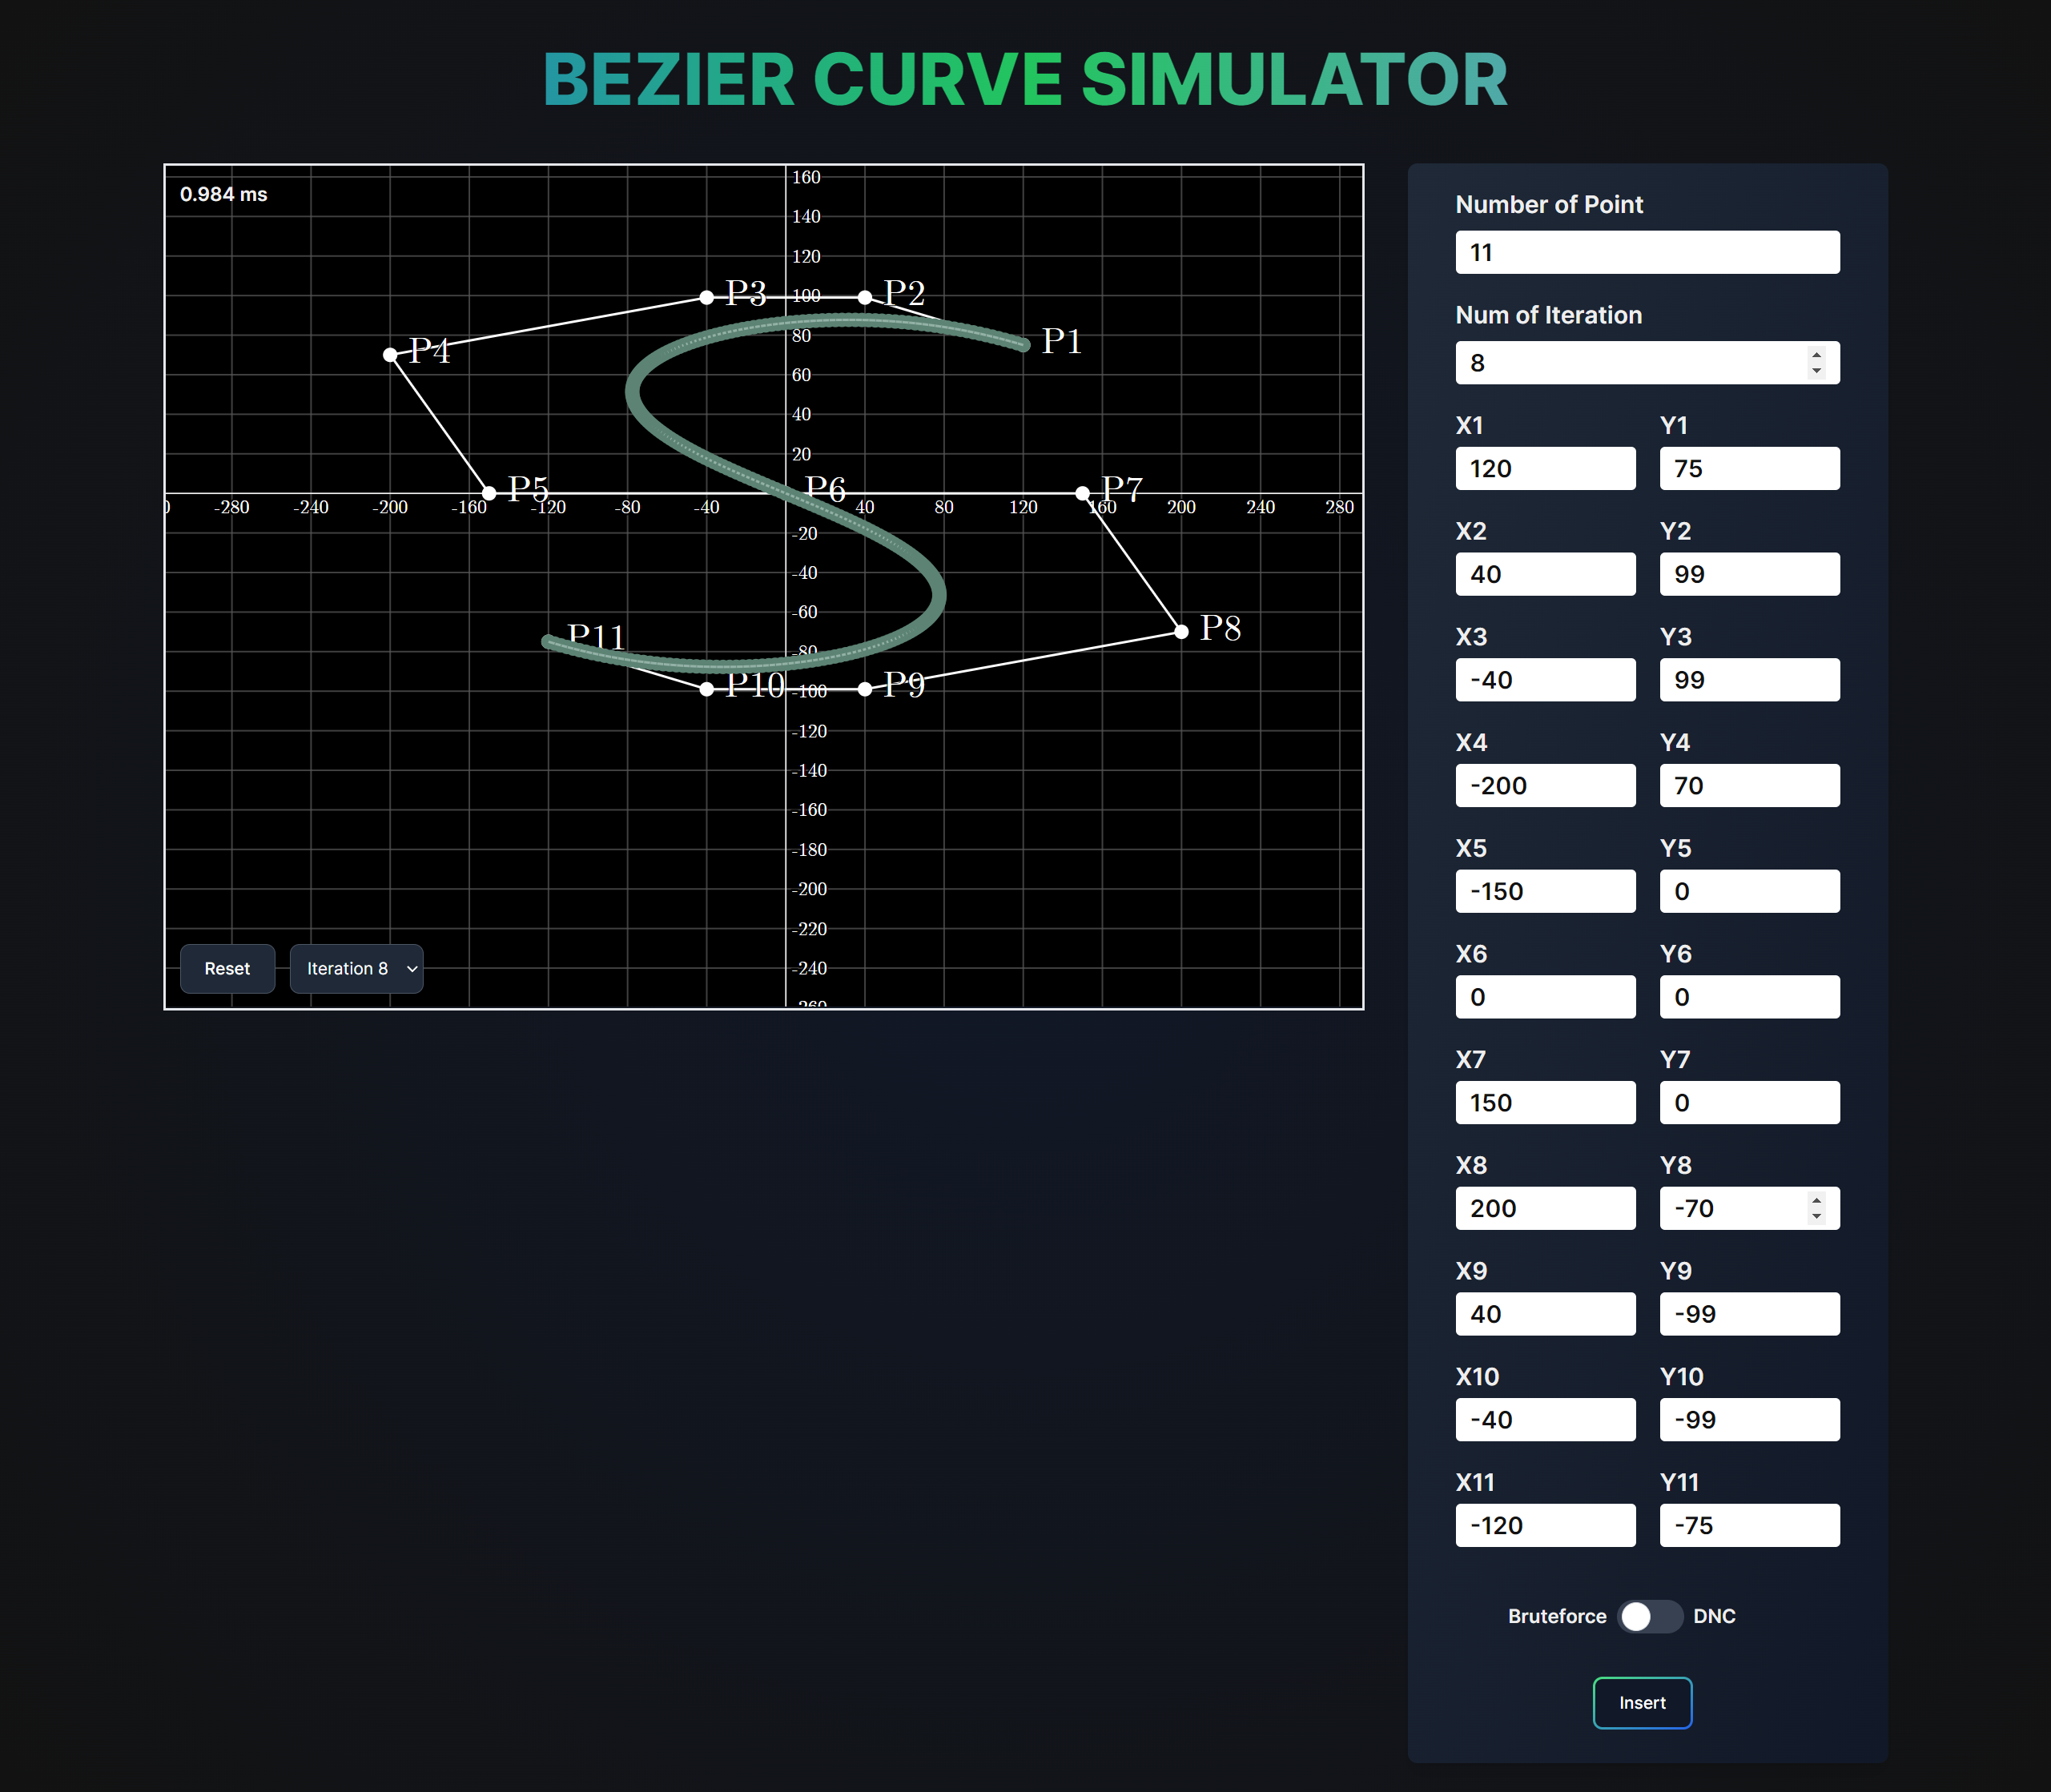 BEZIER CURVE SIMULATOR
0.984 ms
160
140
120
100
80
60
40
20
-20
-40
-60
-80
-100
-120
-140
-160
-180
-200
-220
-240
-280 -240 -200 -160 -120 -80 -40 40 80 120 160 200 240 280
P3 P2
P1
P4
P5 P6 P7
P8
P11
P10 P9
Reset Iteration 8
Number of Point
11
Num of Iteration
8
X1 Y1
120 75
X2 Y2
40 99
X3 Y3
-40 99
X4 Y4
-200 70
X5 Y5
-150 0
X6 Y6
0 0
X7 Y7
150 0
X8 Y8
200 -70
X9 Y9
40 -99
X10 Y10
-40 -99
X11 Y11
-120 -75
Bruteforce DNC
Insert